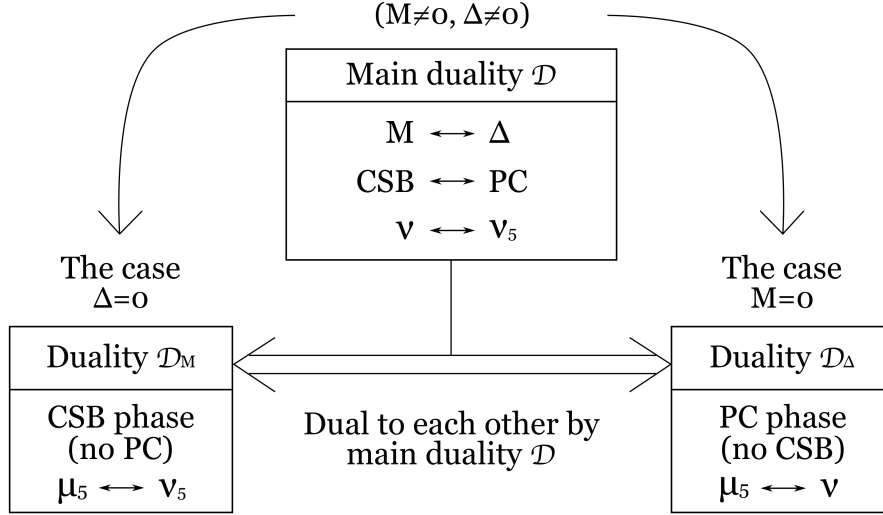 (M≠0, Δ≠0)
Main duality 𝒟
M ↔ Δ
CSB ↔ PC
ν ↔ ν₅
The case
Δ=0
Duality 𝒟M
CSB phase
(no PC)
μ₅ ↔ ν₅
Dual to each other by
main duality 𝒟
The case
M=0
Duality 𝒟Δ
PC phase
(no CSB)
μ₅ ↔ ν